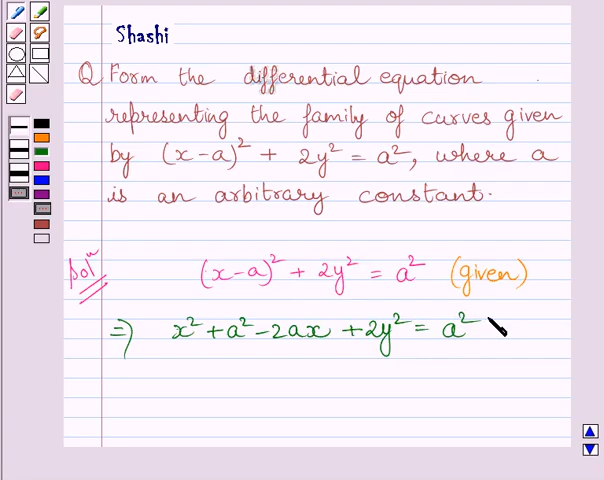 Shashi
Q Form the differential equation
representing the family of curves given
by (x-a)² + 2y² = a², where a
is an arbitrary constant.
Solⁿ (x-a)² + 2y² = a² (given)
⇒) x² + a² - 2ax + 2y² = a²